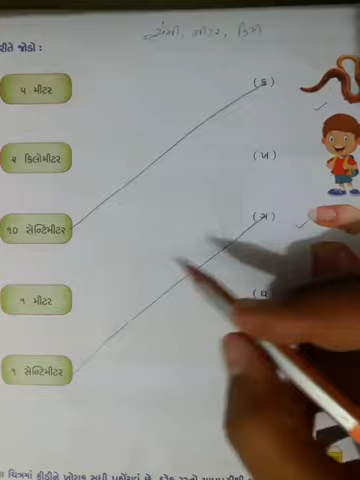 સેમી, મીટર, કિમી
રીતે જોડો :
૫ મીટર
(ક)
૨ કિલોમીટર
(ખ)
૧૦ સેન્ટિમીટર
(ગ)
૧ મીટર
(ઘ
૧ સેન્ટિમીટર